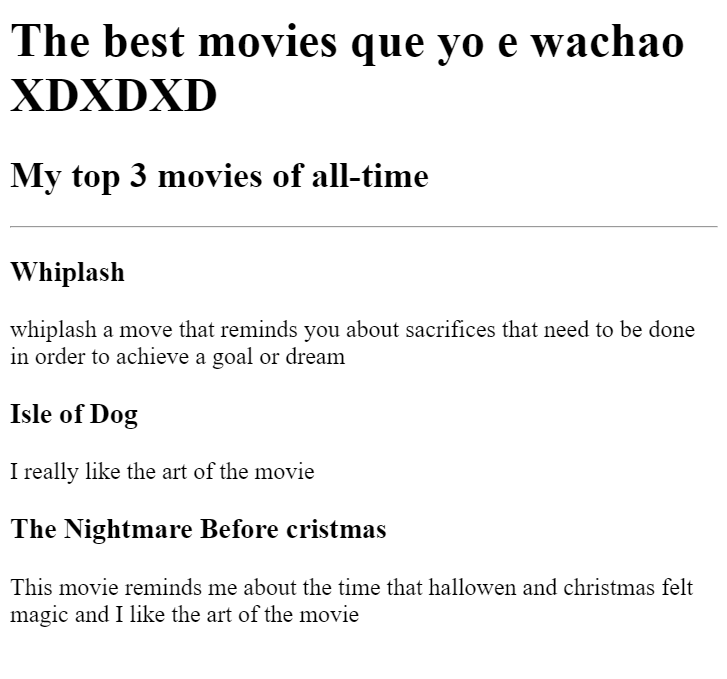 The best movies que yo e wachao
XDXDXD
My top 3 movies of all-time
Whiplash
whiplash a move that reminds you about sacrifices that need to be done
in order to achieve a goal or dream
Isle of Dog
I really like the art of the movie
The Nightmare Before cristmas
This movie reminds me about the time that hallowen and christmas felt
magic and I like the art of the movie